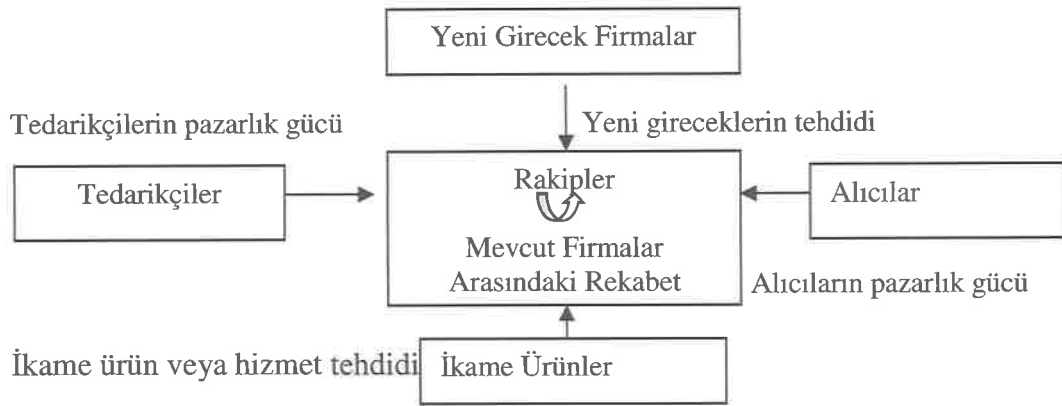 Yeni Girecek Firmalar
Tedarikçilerin pazarlık gücü
Yeni gireceklerin tehdidi
Tedarikçiler
Rakipler
Mevcut Firmalar
Arasındaki Rekabet
Alıcılar
Alıcıların pazarlık gücü
İkame ürün veya hizmet tehdidi
İkame Ürünler